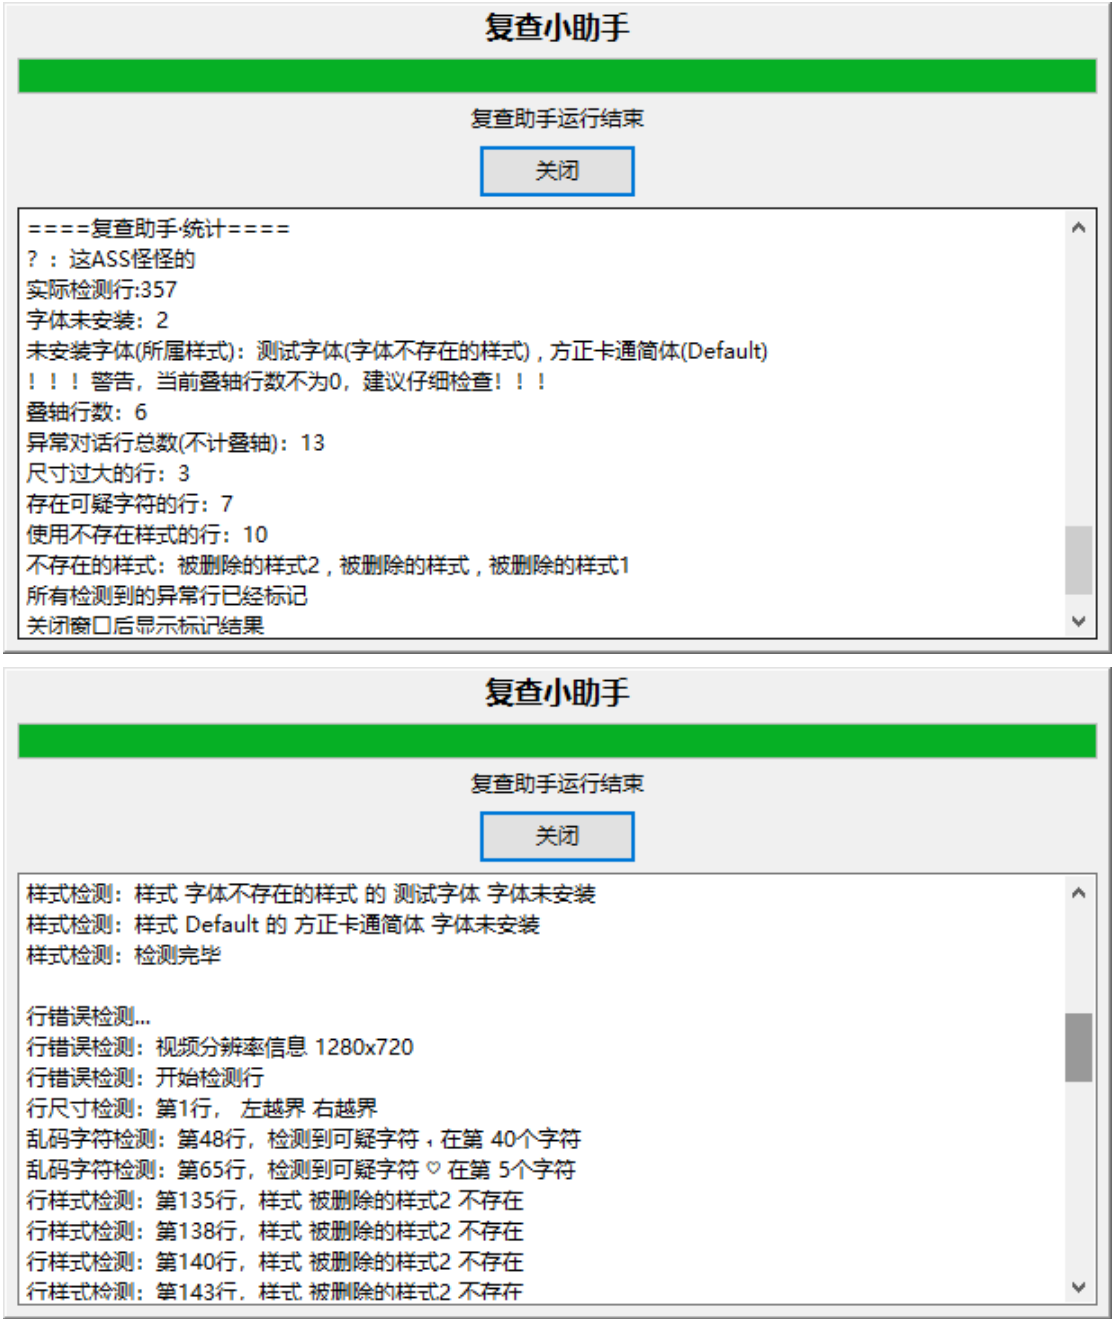 复查小助手
复查助手运行结束
关闭
====复查助手·统计====
? : 这ASS怪怪的
实际检测行:357
字体未安装：2
未安装字体(所属样式)：测试字体(字体不存在的样式) , 方正卡通简体(Default)
！！！警告，当前叠轴行数不为0，建议仔细检查！！！
叠轴行数：6
异常对话行总数(不计叠轴)：13
尺寸过大的行：3
存在可疑字符的行：7
使用不存在样式的行：10
不存在的样式：被删除的样式2 , 被删除的样式 , 被删除的样式1
所有检测到的异常行已经标记
关闭窗口后显示标记结果
复查小助手
复查助手运行结束
关闭
样式检测：样式 字体不存在的样式 的 测试字体 字体未安装
样式检测：样式 Default 的 方正卡通简体 字体未安装
样式检测：检测完毕
行错误检测...
行错误检测：视频分辨率信息 1280x720
行错误检测：开始检测行
行尺寸检测：第1行， 左越界 右越界
乱码字符检测：第48行，检测到可疑字符 ﹐在第 40个字符
乱码字符检测：第65行，检测到可疑字符 ♡ 在第 5个字符
行样式检测：第135行，样式 被删除的样式2 不存在
行样式检测：第138行，样式 被删除的样式2 不存在
行样式检测：第140行，样式 被删除的样式2 不存在
行样式检测：第143行，样式 被删除的样式2 不存在